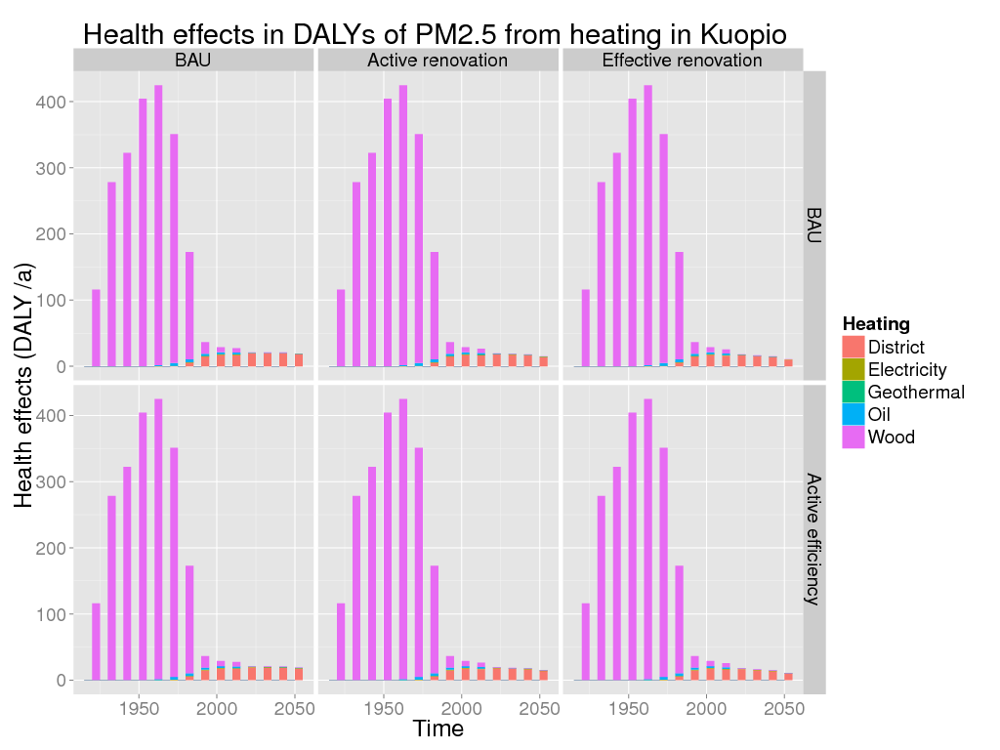 Health effects in DALYs of PM2.5 from heating in Kuopio
BAU
Active renovation
Effective renovation
Health effects (DALY /a)
400
300
200
100
0
BAU
400
300
200
100
0
Active efficiency
1950
2000
2050
1950
2000
2050
1950
2000
2050
Time
Heating
District
Electricity
Geothermal
Oil
Wood